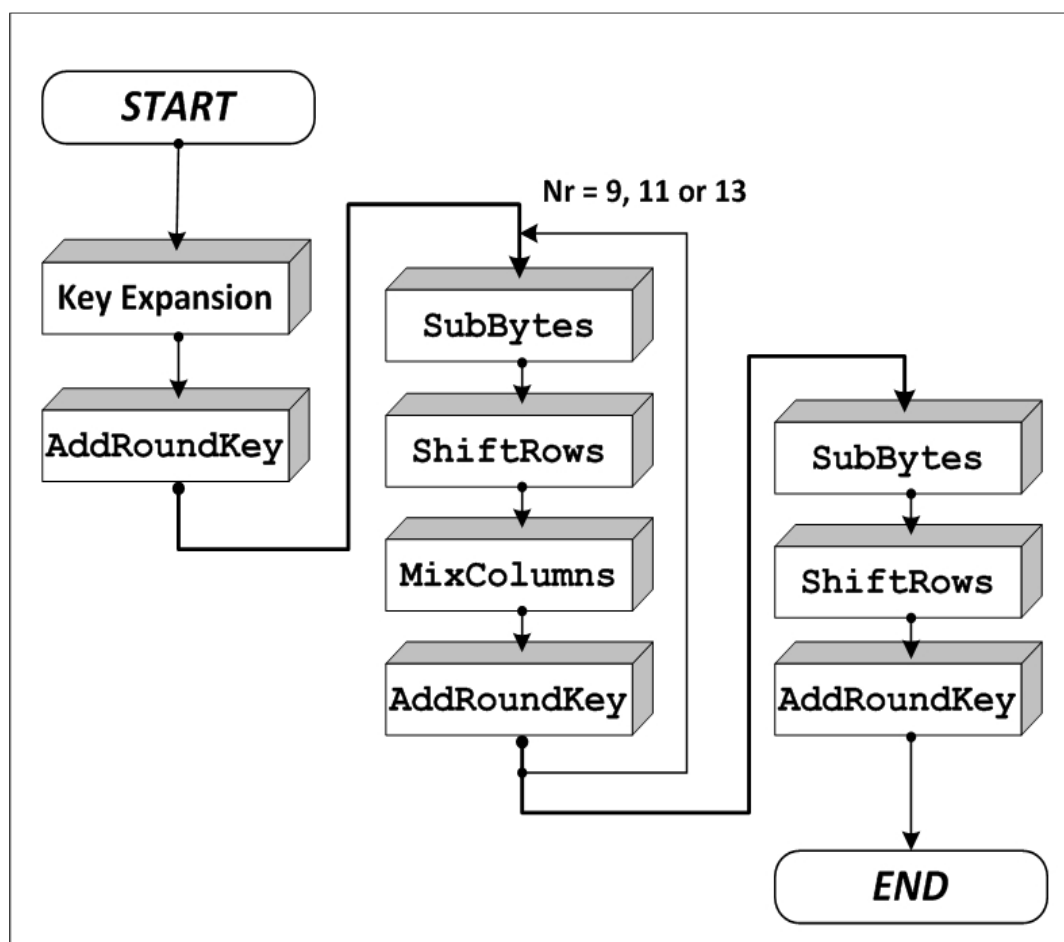 START
Key Expansion
AddRoundKey
Nr = 9, 11 or 13
SubBytes
ShiftRows
MixColumns
AddRoundKey
SubBytes
ShiftRows
AddRoundKey
END